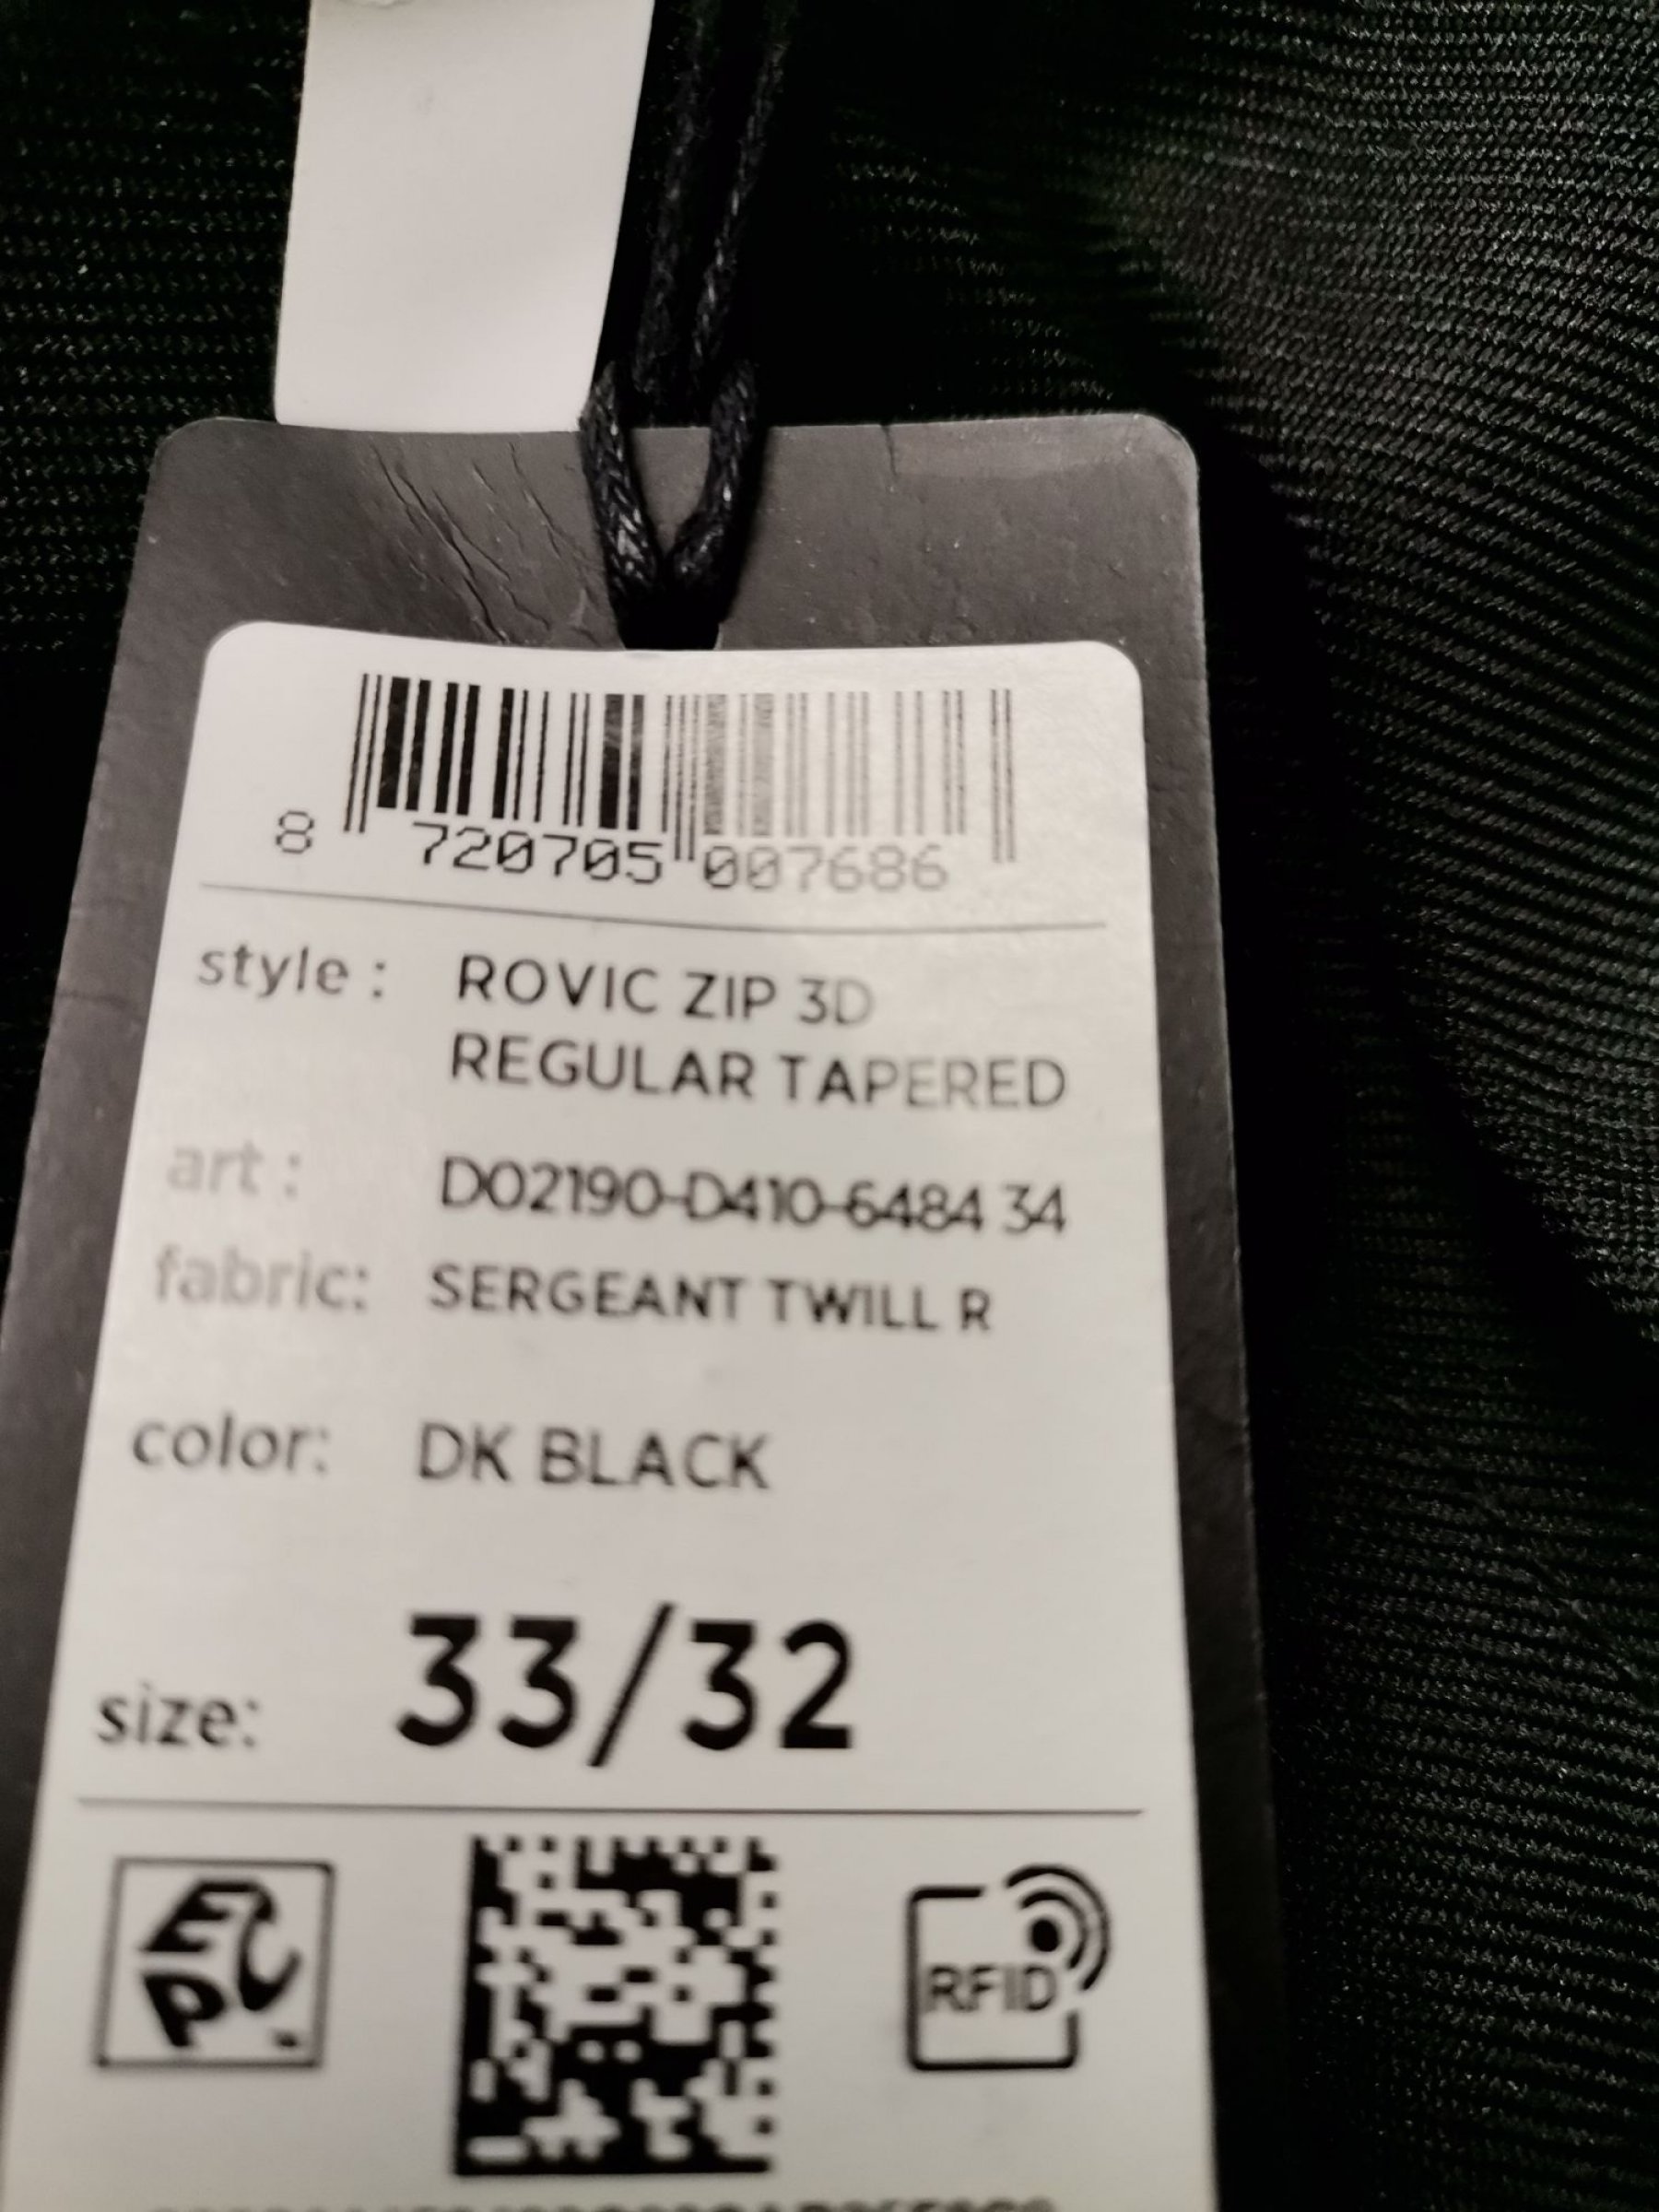 8 720705 007686
style : ROVIC ZIP 3D
REGULAR TAPERED
art : D02190-D410-6484 34
fabric: SERGEANT TWILL R
color: DK BLACK
size: 33/32
EPC RFID